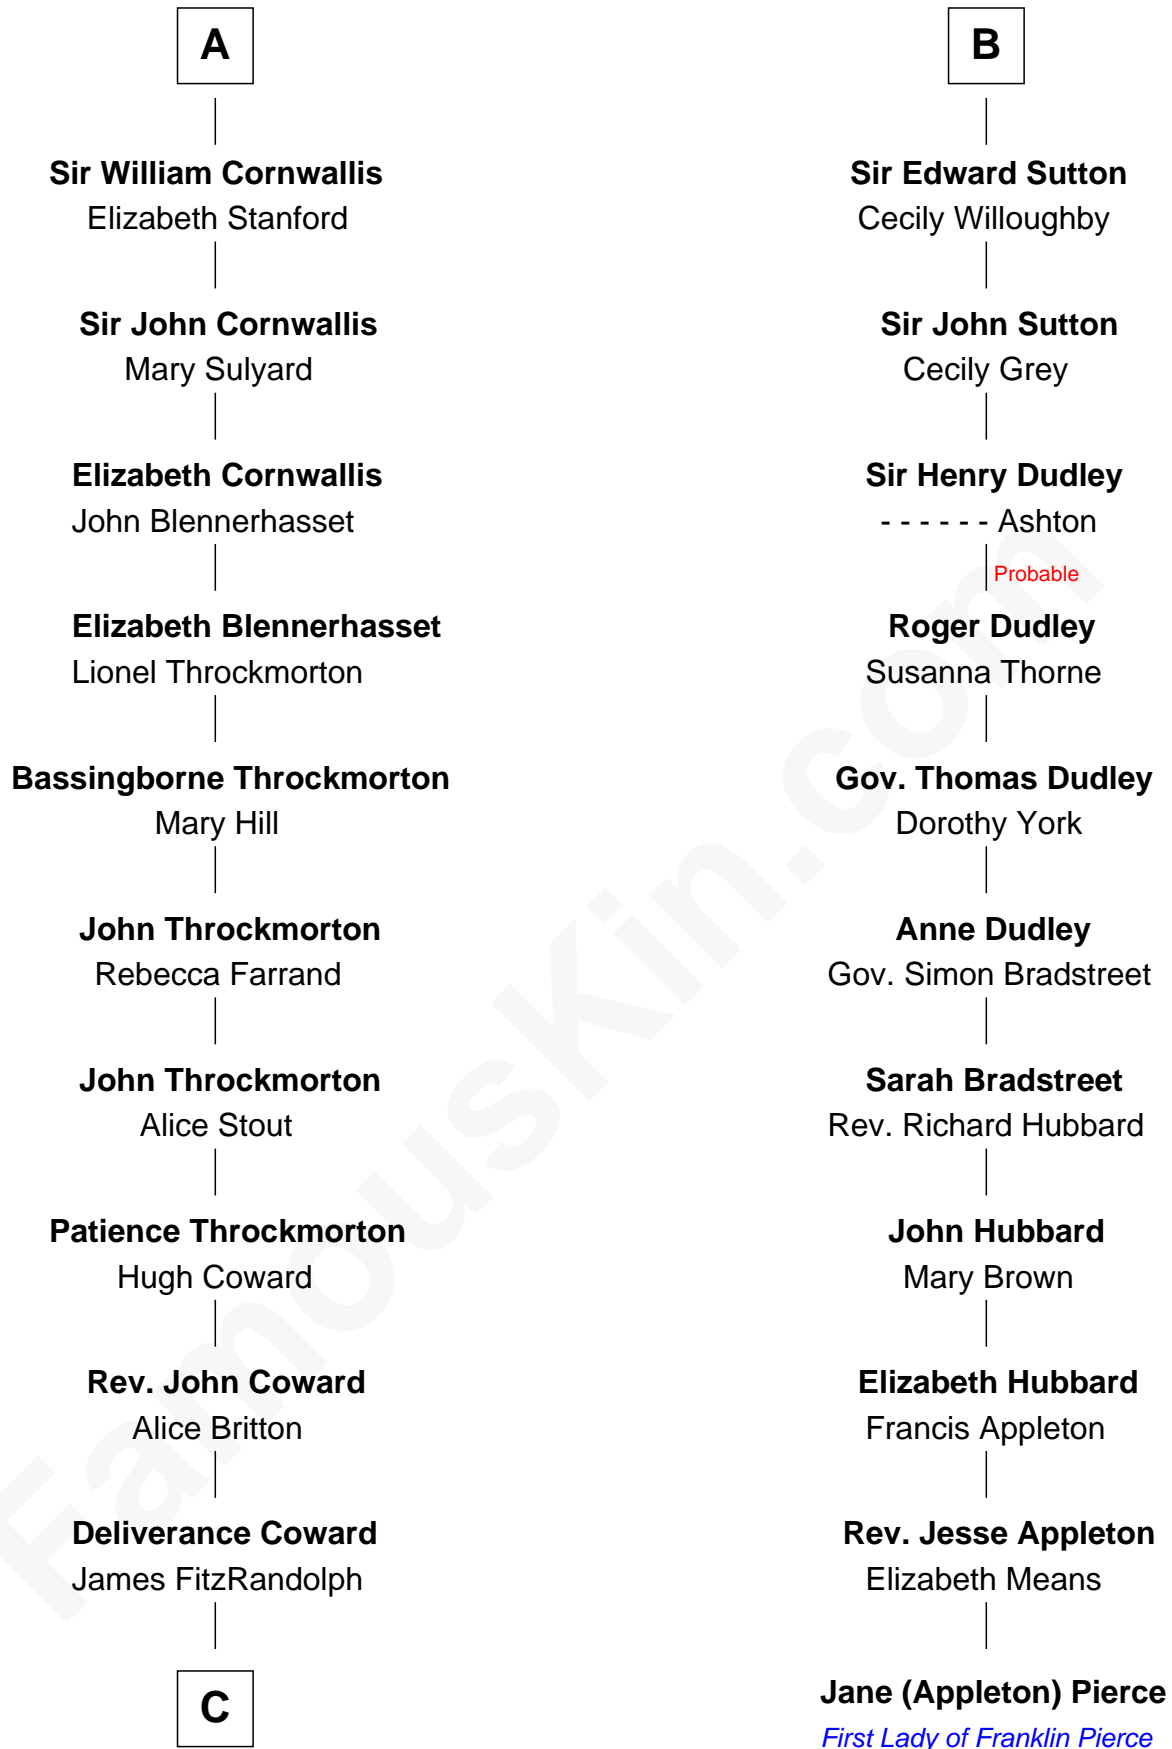 A
Sir William Cornwallis
Elizabeth Stanford
Sir John Cornwallis
Mary Sulyard
Elizabeth Cornwallis
John Blennerhasset
Elizabeth Blennerhasset
Lionel Throckmorton
Bassingborne Throckmorton
Mary Hill
John Throckmorton
Rebecca Farrand
John Throckmorton
Alice Stout
Patience Throckmorton
Hugh Coward
Rev. John Coward
Alice Britton
Deliverance Coward
James FitzRandolph
C
B
Sir Edward Sutton
Cecily Willoughby
Sir John Sutton
Cecily Grey
Sir Henry Dudley
- - - - - - Ashton
Probable
Roger Dudley
Susanna Thorne
Gov. Thomas Dudley
Dorothy York
Anne Dudley
Gov. Simon Bradstreet
Sarah Bradstreet
Rev. Richard Hubbard
John Hubbard
Mary Brown
Elizabeth Hubbard
Francis Appleton
Rev. Jesse Appleton
Elizabeth Means
Jane (Appleton) Pierce
First Lady of Franklin Pierce
FamousKin.com